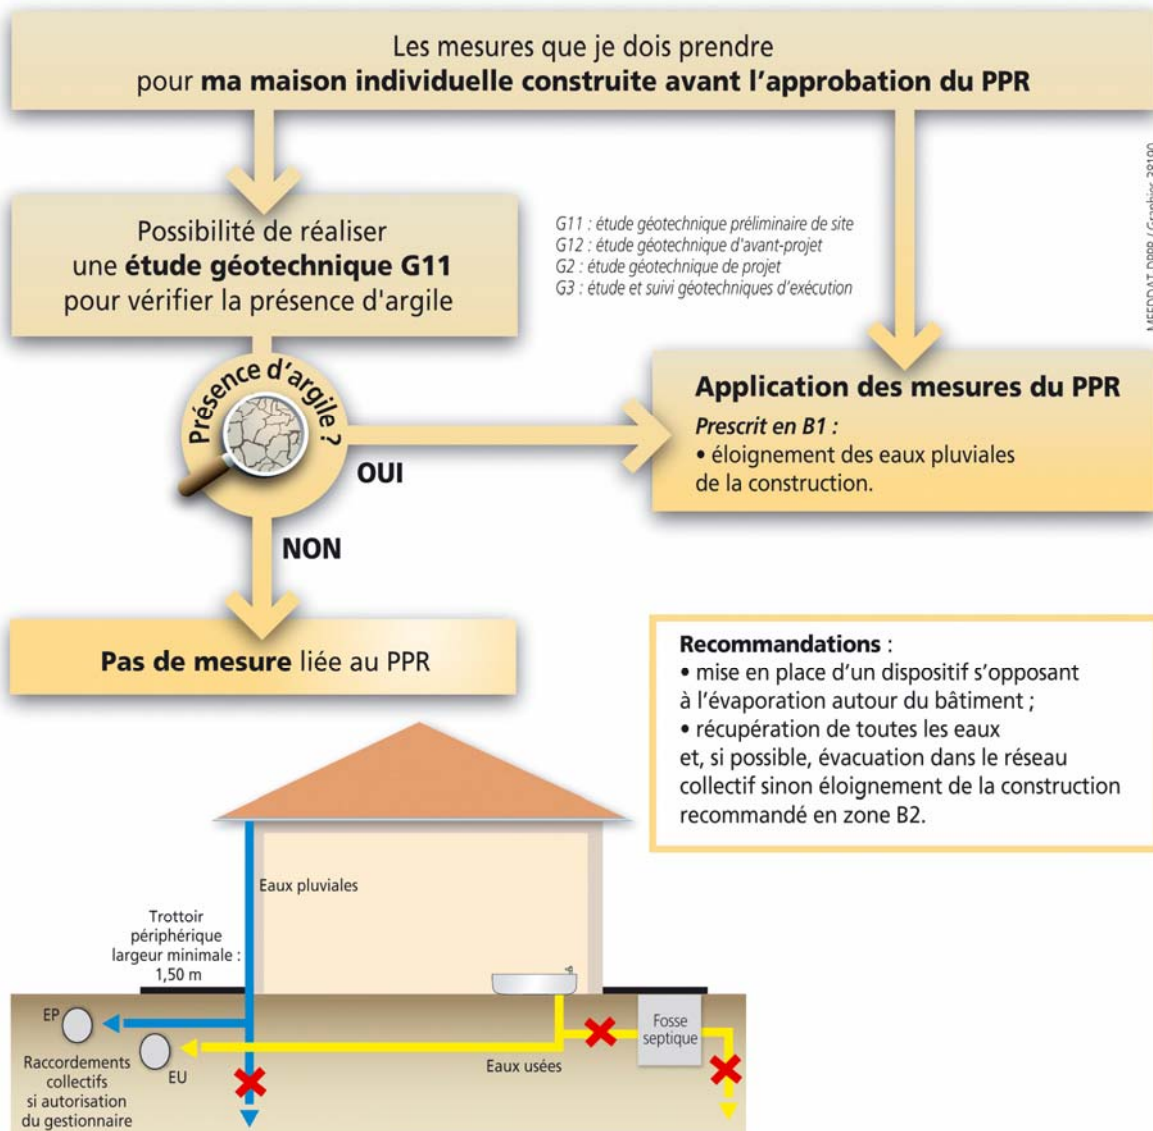 Les mesures que je dois prendre
pour ma maison individuelle construite avant l'approbation du PPR
Possibilité de réaliser
une étude géotechnique G11
pour vérifier la présence d'argile
G11 : étude géotechnique préliminaire de site
G12 : étude géotechnique d'avant-projet
G2 : étude géotechnique de projet
G3 : étude et suivi géotechniques d'exécution
MEEDDAT DPPR / Graphies 38190
Présence d'argile ?
OUI
NON
Application des mesures du PPR
Prescrit en B1 :
• éloignement des eaux pluviales
de la construction.
Pas de mesure liée au PPR
Recommandations :
• mise en place d'un dispositif s'opposant
à l'évaporation autour du bâtiment ;
• récupération de toutes les eaux
et, si possible, évacuation dans le réseau
collectif sinon éloignement de la construction
recommandé en zone B2.
Eaux pluviales
Trottoir
périphérique
largeur minimale :
1,50 m
EP
EU
Raccordements
collectifs
si autorisation
du gestionnaire
Eaux usées
Fosse
septique